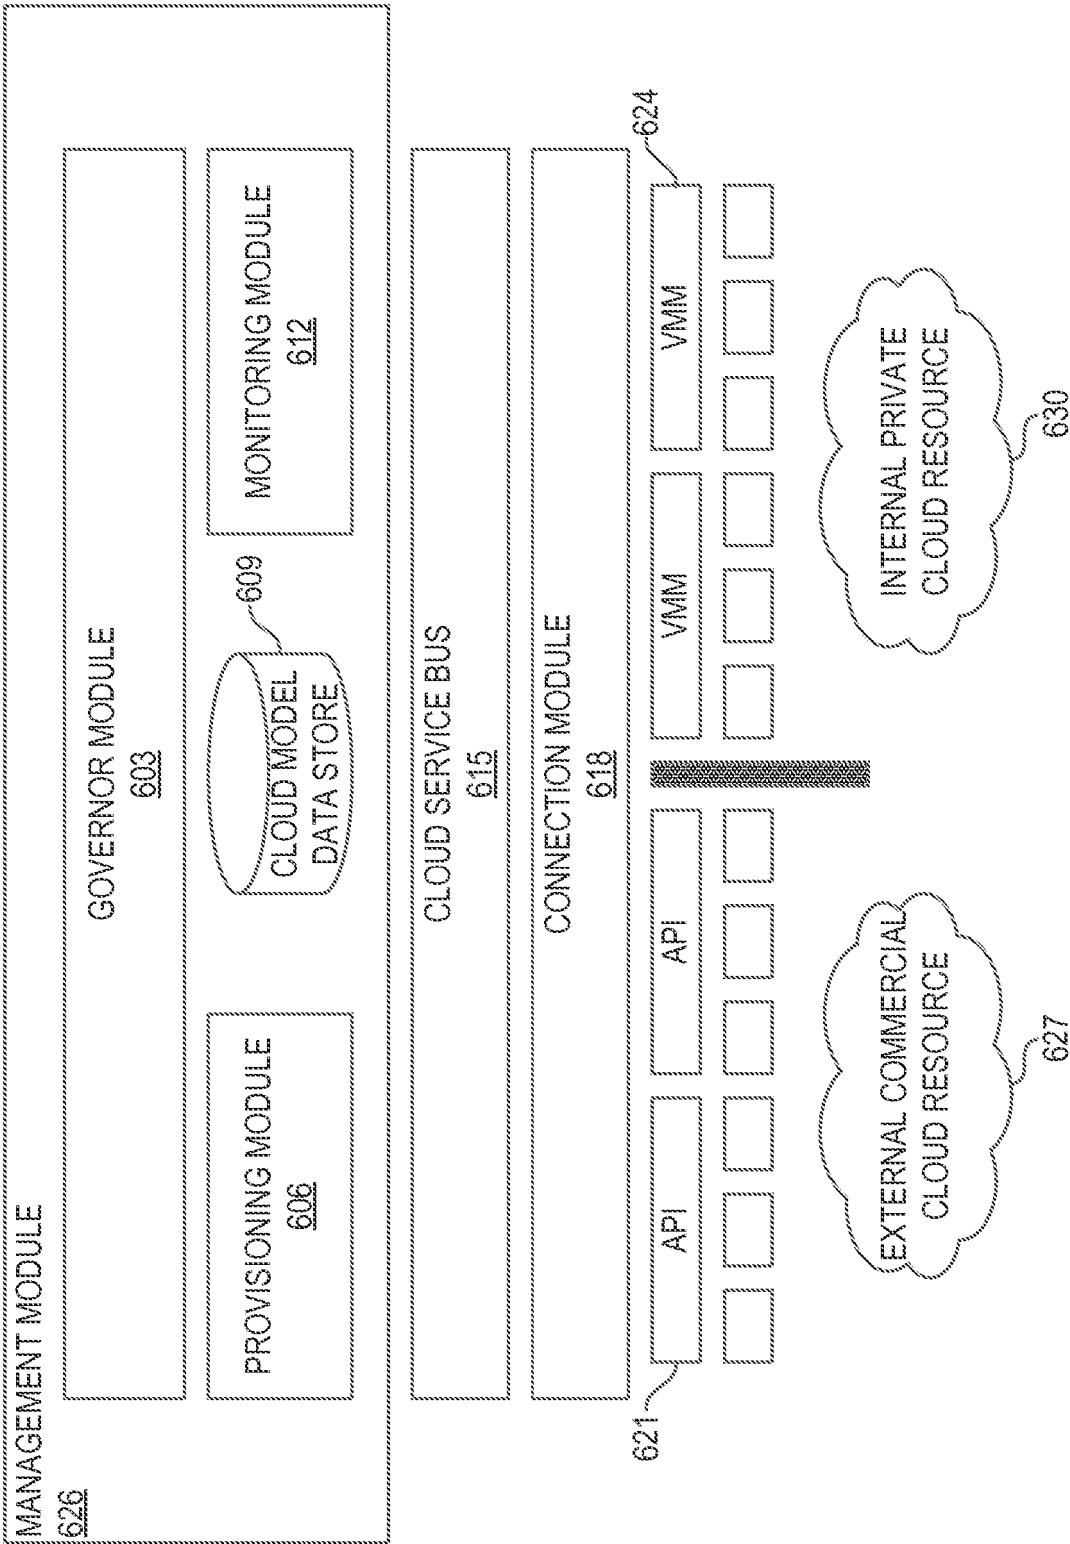 MANAGEMENT MODULE
626
GOVERNOR MODULE
603
PROVISIONING MODULE
606
CLOUD MODEL
DATA STORE
609
MONITORING MODULE
612
CLOUD SERVICE BUS
615
CONNECTION MODULE
618
621
API
API
VMM
VMM
624
EXTERNAL COMMERCIAL
CLOUD RESOURCE
627
INTERNAL PRIVATE
CLOUD RESOURCE
630